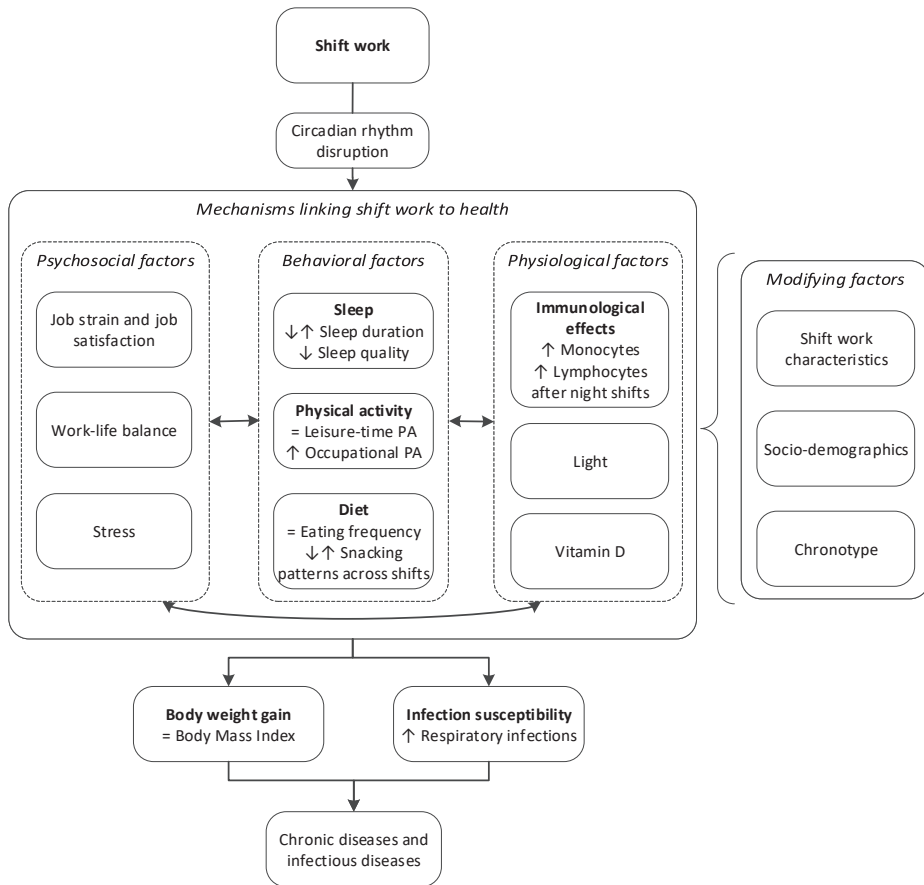 Shift work
Circadian rhythm
disruption
Mechanisms linking shift work to health
Psychosocial factors
Job strain and job
satisfaction
Work-life balance
Stress
Behavioral factors
Sleep
↓↑ Sleep duration
↓ Sleep quality
Physical activity
= Leisure-time PA
↑ Occupational PA
Diet
= Eating frequency
↓↑ Snacking
patterns across shifts
Physiological factors
Immunological
effects
↑ Monocytes
↑ Lymphocytes
after night shifts
Light
Vitamin D
Modifying factors
Shift work
characteristics
Socio-demographics
Chronotype
Body weight gain
= Body Mass Index
Infection susceptibility
↑ Respiratory infections
Chronic diseases and
infectious diseases